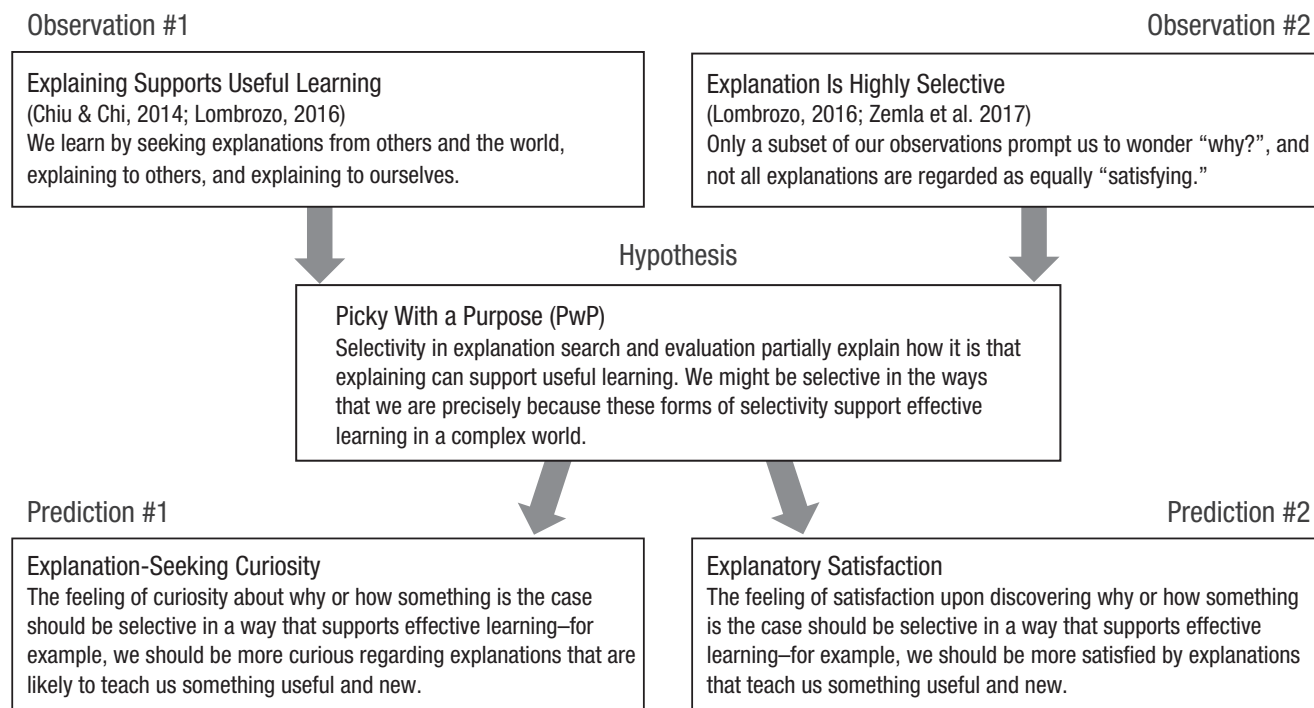 Observation #1
Explaining Supports Useful Learning
(Chiu & Chi, 2014; Lombrozo, 2016)
We learn by seeking explanations from others and the world,
explaining to others, and explaining to ourselves.
Observation #2
Explanation Is Highly Selective
(Lombrozo, 2016; Zemla et al. 2017)
Only a subset of our observations prompt us to wonder “why?”, and
not all explanations are regarded as equally “satisfying.”
Hypothesis
Picky With a Purpose (PwP)
Selectivity in explanation search and evaluation partially explain how it is that
explaining can support useful learning. We might be selective in the ways
that we are precisely because these forms of selectivity support effective
learning in a complex world.
Prediction #1
Explanation-Seeking Curiosity
The feeling of curiosity about why or how something is the case
should be selective in a way that supports effective learning–for
example, we should be more curious regarding explanations that are
likely to teach us something useful and new.
Prediction #2
Explanatory Satisfaction
The feeling of satisfaction upon discovering why or how something
is the case should be selective in a way that supports effective
learning–for example, we should be more satisfied by explanations
that teach us something useful and new.